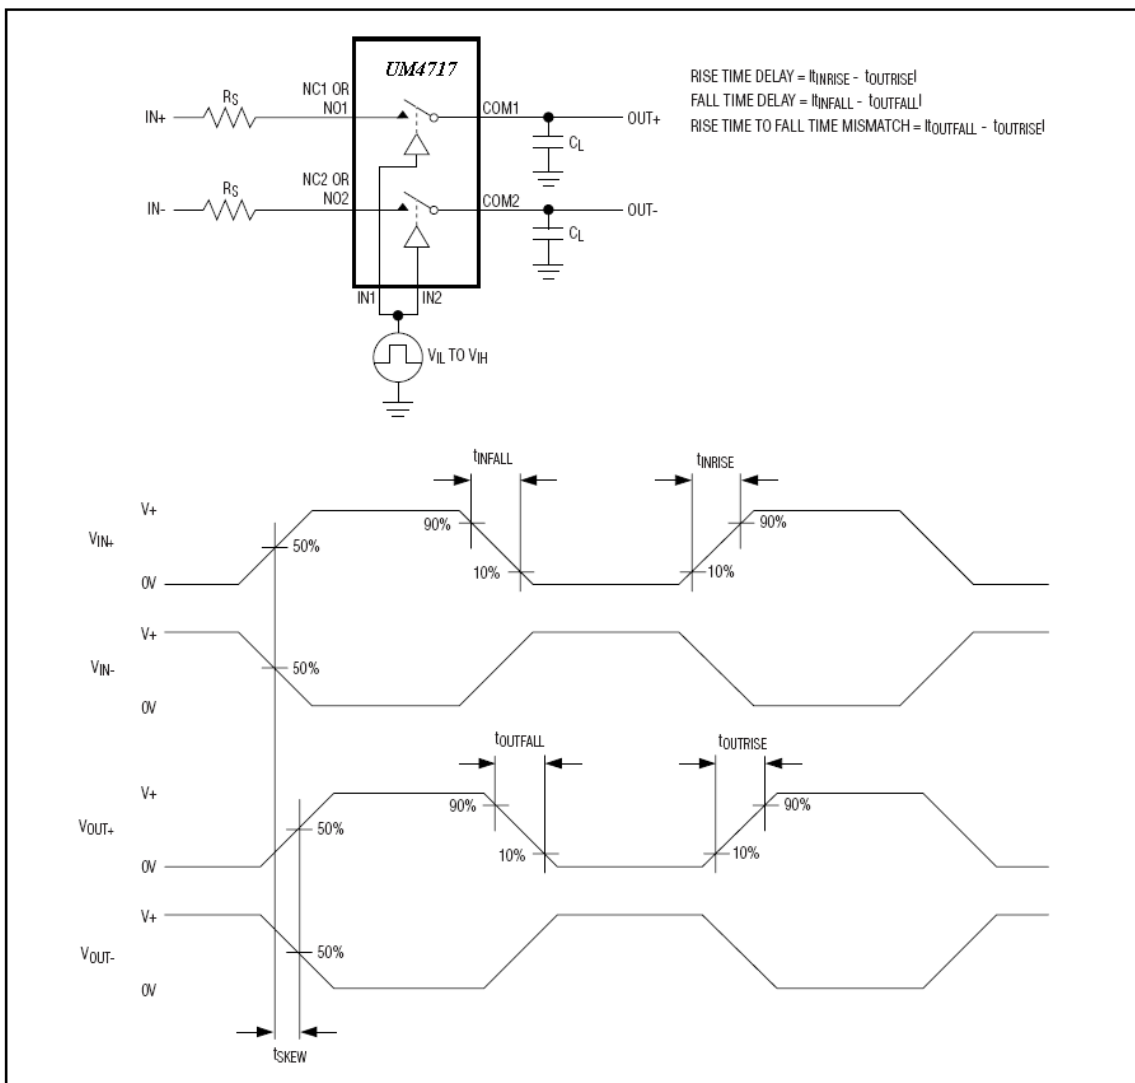 UM4717
RISE TIME DELAY = |tINRISE - tOUTRISE|
FALL TIME DELAY = |tINFALL - tOUTFALL|
RISE TIME TO FALL TIME MISMATCH = |tOUTFALL - tOUTRISE|
NC1 OR
NO1
RS
IN+
COM1
OUT+
CL
NC2 OR
NO2
RS
IN-
COM2
OUT-
CL
IN1
IN2
VIL TO VIH
tINFALL
tINRISE
V+
90%
90%
VIN+
50%
10%
10%
0V
V+
VIN-
50%
0V
tOUTFALL
tOUTRISE
V+
90%
90%
VOUT+
50%
10%
10%
0V
V+
VOUT-
50%
0V
tSKEW